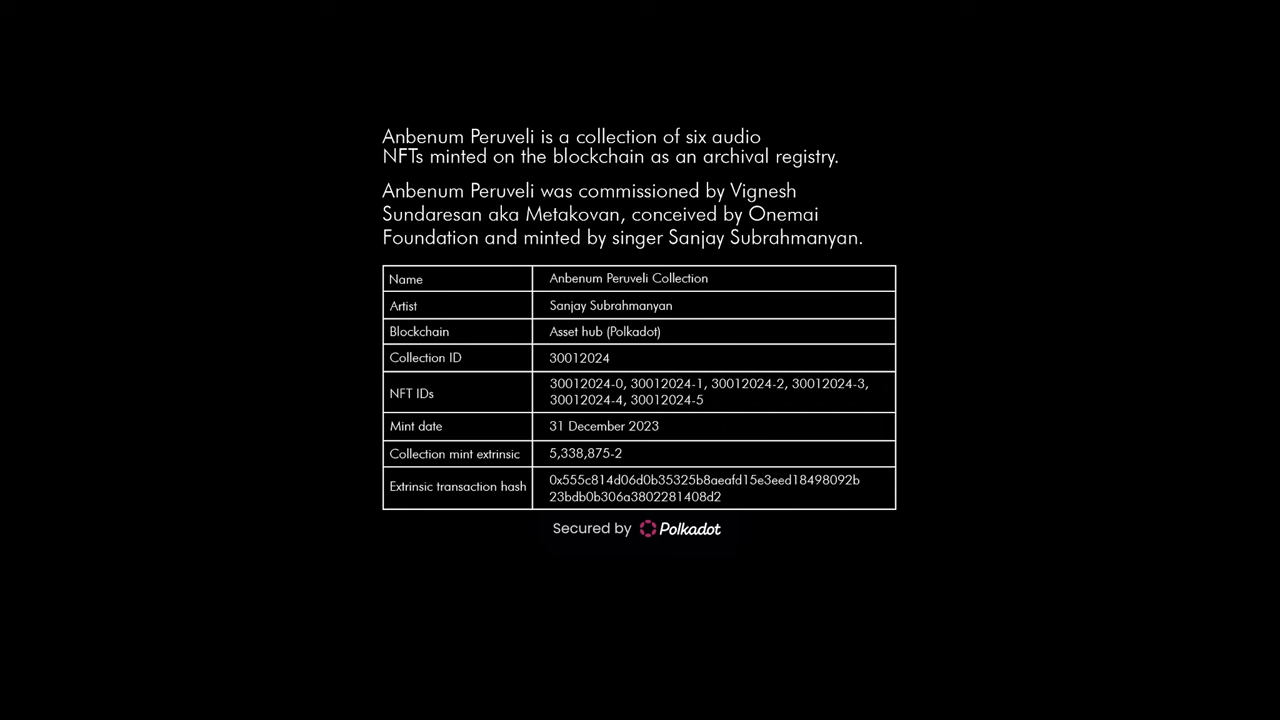 Anbenum Peruveli is a collection of six audio
NFTs minted on the blockchain as an archival registry.
Anbenum Peruveli was commissioned by Vignesh
Sundaresan aka Metakovan, conceived by Onemai
Foundation and minted by singer Sanjay Subrahmanyan.
Name Anbenum Peruveli Collection
Artist Sanjay Subrahmanyan
Blockchain Asset hub (Polkadot)
Collection ID 30012024
NFT IDs 30012024-0, 30012024-1, 30012024-2, 30012024-3,
30012024-4, 30012024-5
Mint date 31 December 2023
Collection mint extrinsic 5,338,875-2
Extrinsic transaction hash 0x555c814d06d0b35325b8aeafd15e3eed18498092b
23bdb0b306a3802281408d2
Secured by Polkadot